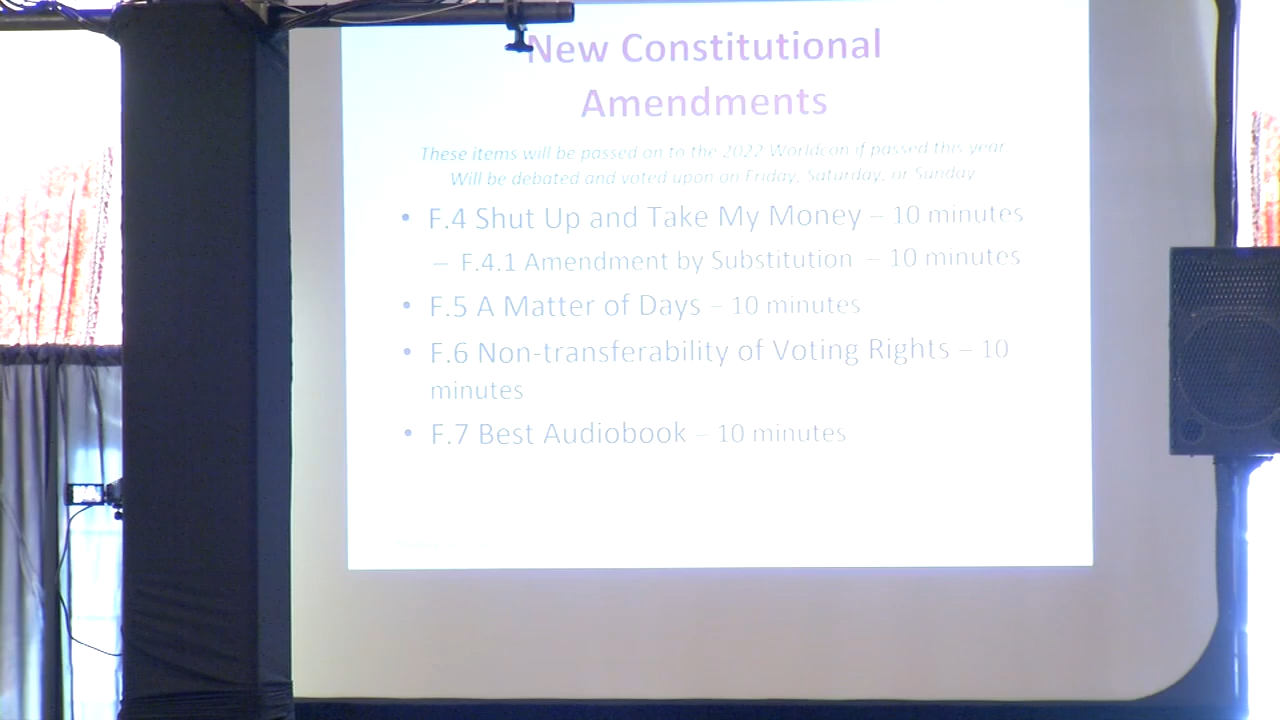 New Constitutional
Amendments
These items will be passed on to the 2022 Worldcon if passed this year
Will be debated and voted upon on Friday, Saturday, or Sunday
• F.4 Shut Up and Take My Money – 10 minutes
– F.4.1 Amendment by Substitution – 10 minutes
• F.5 A Matter of Days – 10 minutes
• F.6 Non-transferability of Voting Rights – 10
minutes
• F.7 Best Audiobook – 10 minutes